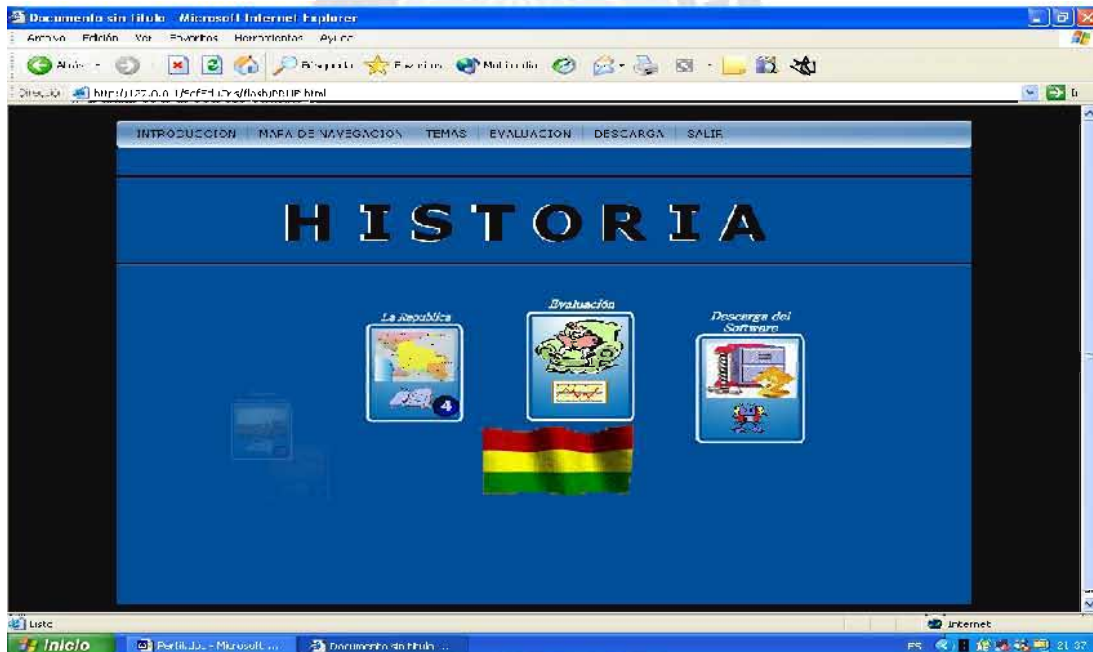 Documento sin título - Microsoft Internet Explorer
Archivo Edición Ver Favoritos Herramientas Ayuda
Atrás Búsqueda Favoritos Multimedia
Dirección
INTRODUCCION MAPA DE NAVEGACION TEMAS EVALUACION DESCARGA SALIR
HISTORIA
Evaluación
La Republica
Descarga del
Software
4
Listo Internet
Inicio - Microsoft ... Documento sin título ... ES 21:37